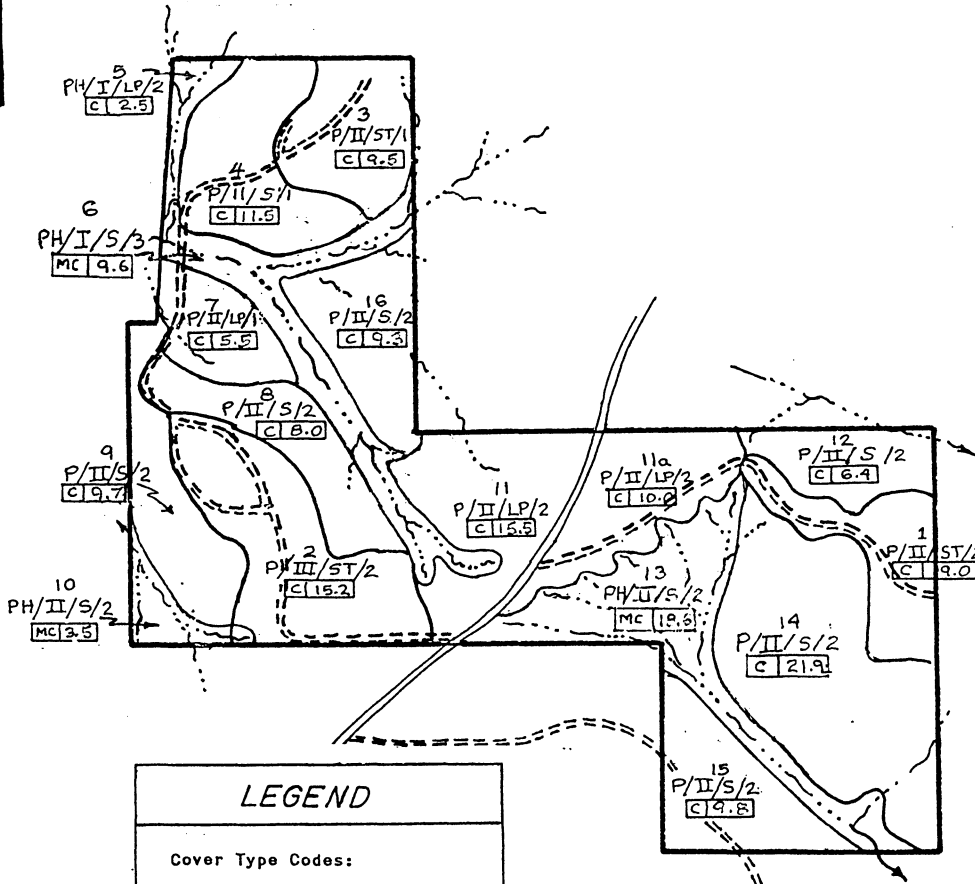 5
PH/I/LP/2
C 2.5
3
P/II/ST/1
C 9.5
4
P/II/S/1
C 11.5
6
PH/I/S/3
MC 9.6
7
P/II/LP/1
C 5.5
16
P/II/S/2
C 9.3
8
P/II/S/2
C 8.0
9
P/II/S/2
C 9.7
11
P/II/LP/2
C 15.5
11a
P/II/LP/3
C 10.0
12
P/II/S/2
C 6.4
1
P/II/ST/2
C 9.0
2
P/III/ST/2
C 15.2
10
PH/II/S/2
MC 3.5
13
PH/II/S/2
MC
14
P/II/S/2
C 21.9
15
P/II/S/2
C 9.8
LEGEND
Cover Type Codes: